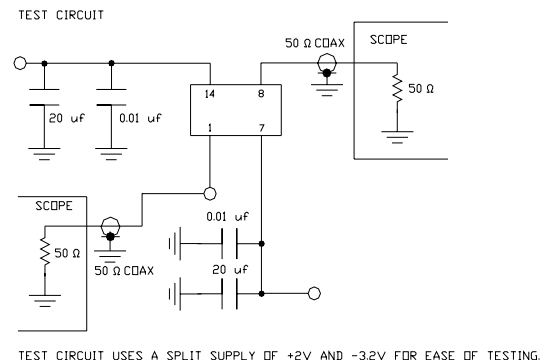 TEST CIRCUIT
50 Ω COAX
SCOPE
14
8
50 Ω
20 uf
0.01 uf
1
7
SCOPE
0.01 uf
50 Ω
50 Ω COAX
20 uf
TEST CIRCUIT USES A SPLIT SUPPLY OF +2V AND -3.2V FOR EASE OF TESTING.